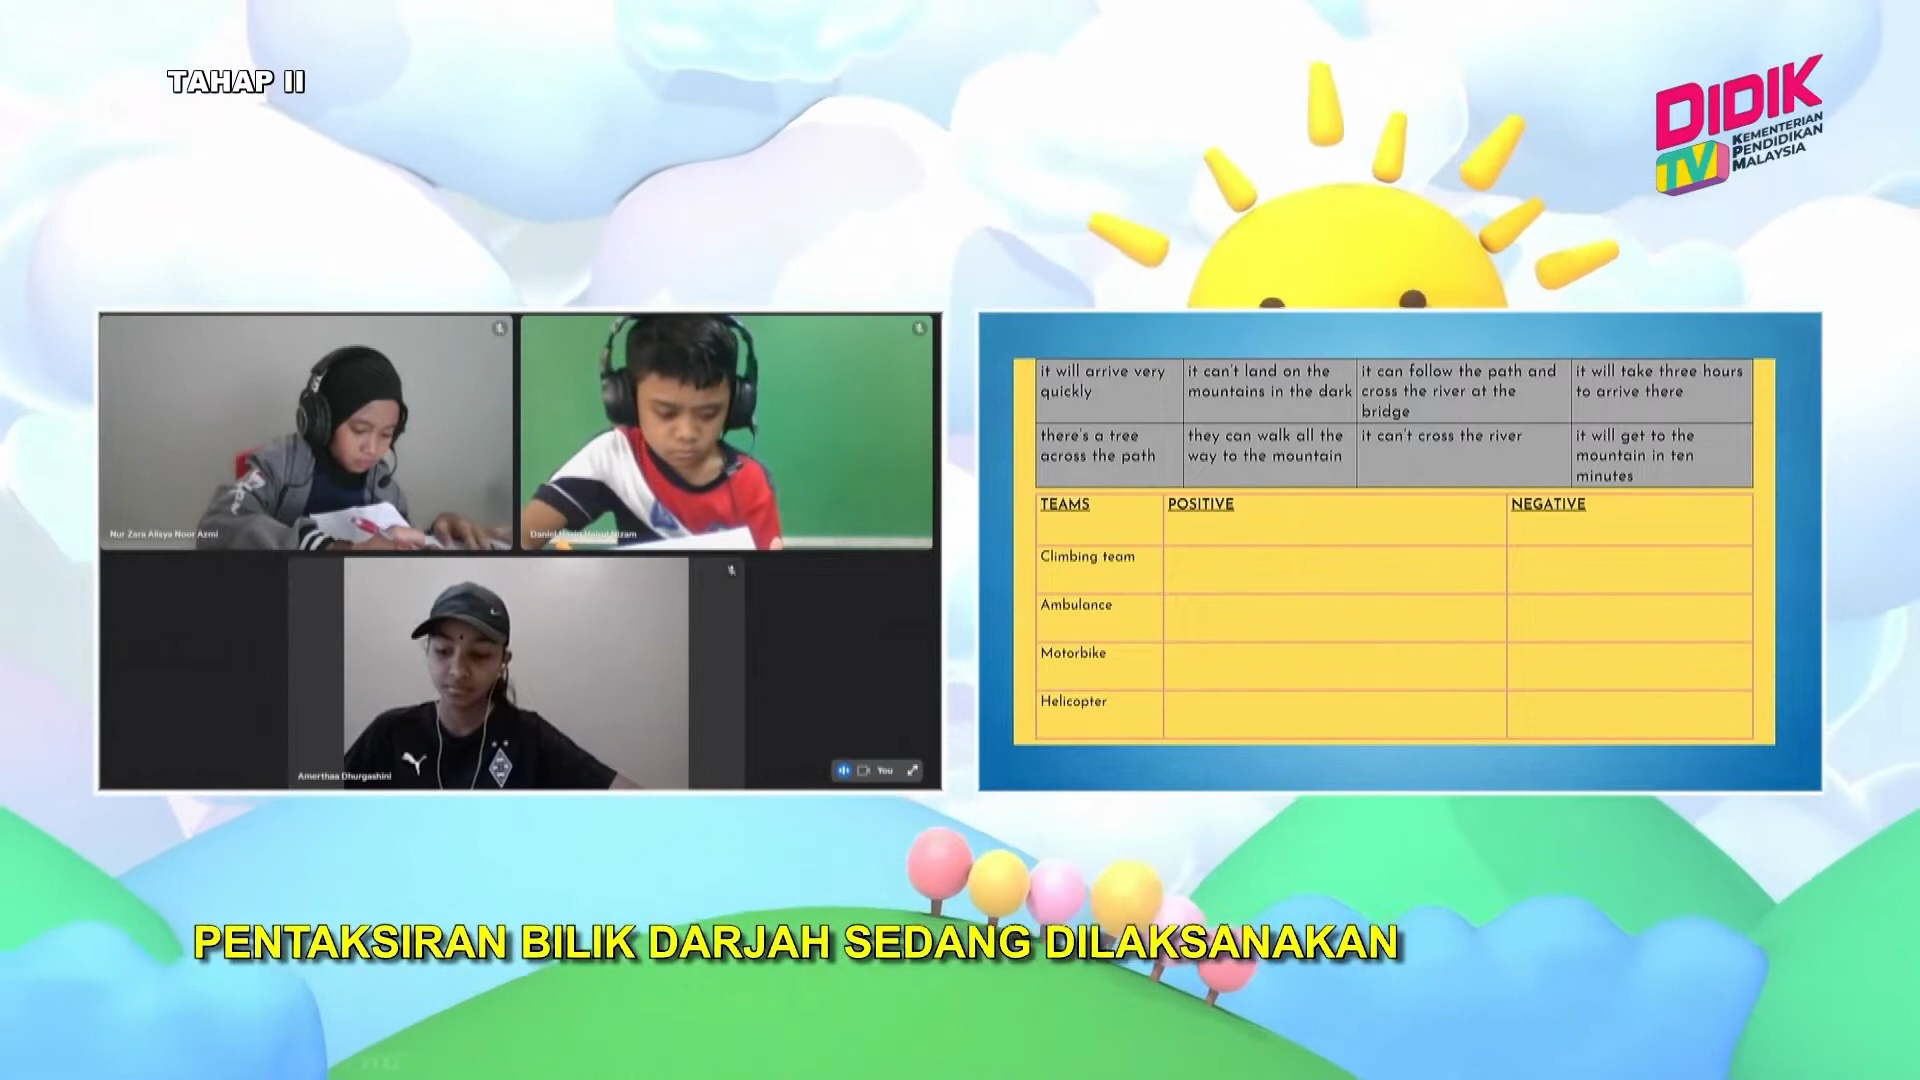 TAHAP II
DIDIK
TV
KEMENTERIAN
PENDIDIKAN
MALAYSIA
Nur Zara Alisya Noor Azmi
Daniel
Nizam
Amerthaa Dhurgashini
You
it will arrive very
quickly
it can't land on the
mountains in the dark
it can follow the path and
cross the river at the
bridge
it will take three hours
to arrive there
there's a tree
across the path
they can walk all the
way to the mountain
it can't cross the river
it will get to the
mountain in ten
minutes
TEAMS
POSITIVE
NEGATIVE
Climbing team
Ambulance
Motorbike
Helicopter
PENTAKSIRAN BILIK DARJAH SEDANG DILAKSANAKAN